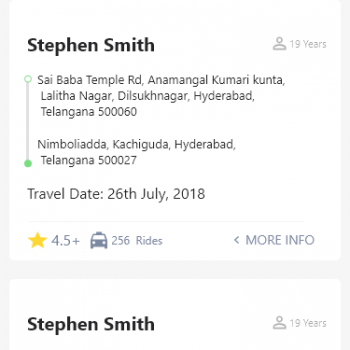 Stephen Smith 19 Years
Sai Baba Temple Rd, Anamangal Kumari kunta,
Lalitha Nagar, Dilsukhnagar, Hyderabad,
Telangana 500060
Nimboliadda, Kachiguda, Hyderabad,
Telangana 500027
Travel Date: 26th July, 2018
4.5+ 256 Rides < MORE INFO
Stephen Smith 19 Years